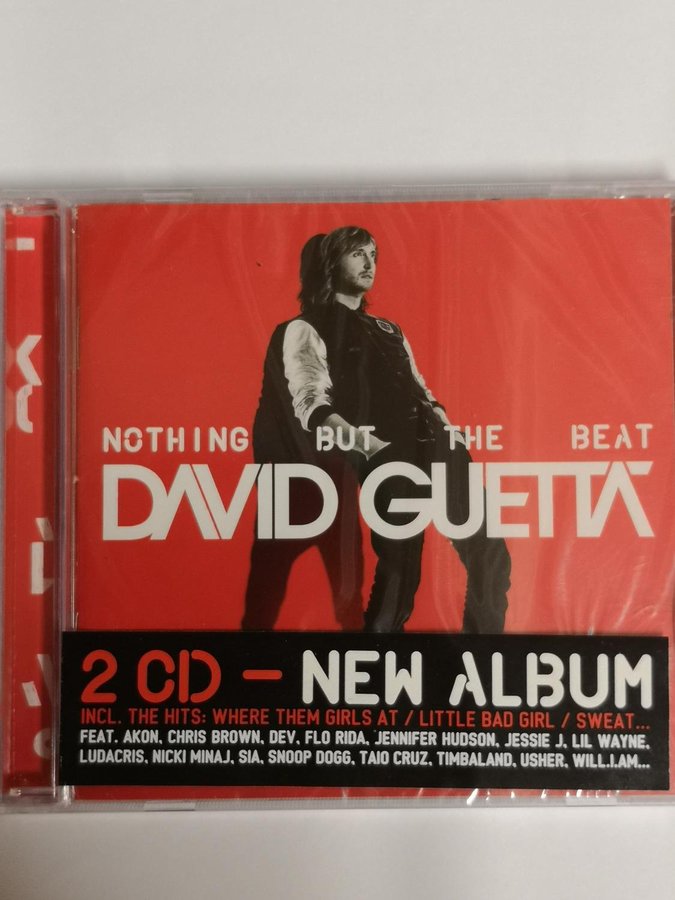 NOTHING BUT THE BEAT
DAVID GUETTA
2 CD – NEW ALBUM
INCL. THE HITS: WHERE THEM GIRLS AT / LITTLE BAD GIRL / SWEAT...
FEAT. AKON, CHRIS BROWN, DEV, FLO RIDA, JENNIFER HUDSON, JESSIE J, LIL WAYNE,
LUDACRIS, NICKI MINAJ, SIA, SNOOP DOGG, TAIO CRUZ, TIMBALAND, USHER, WILL.I.AM...